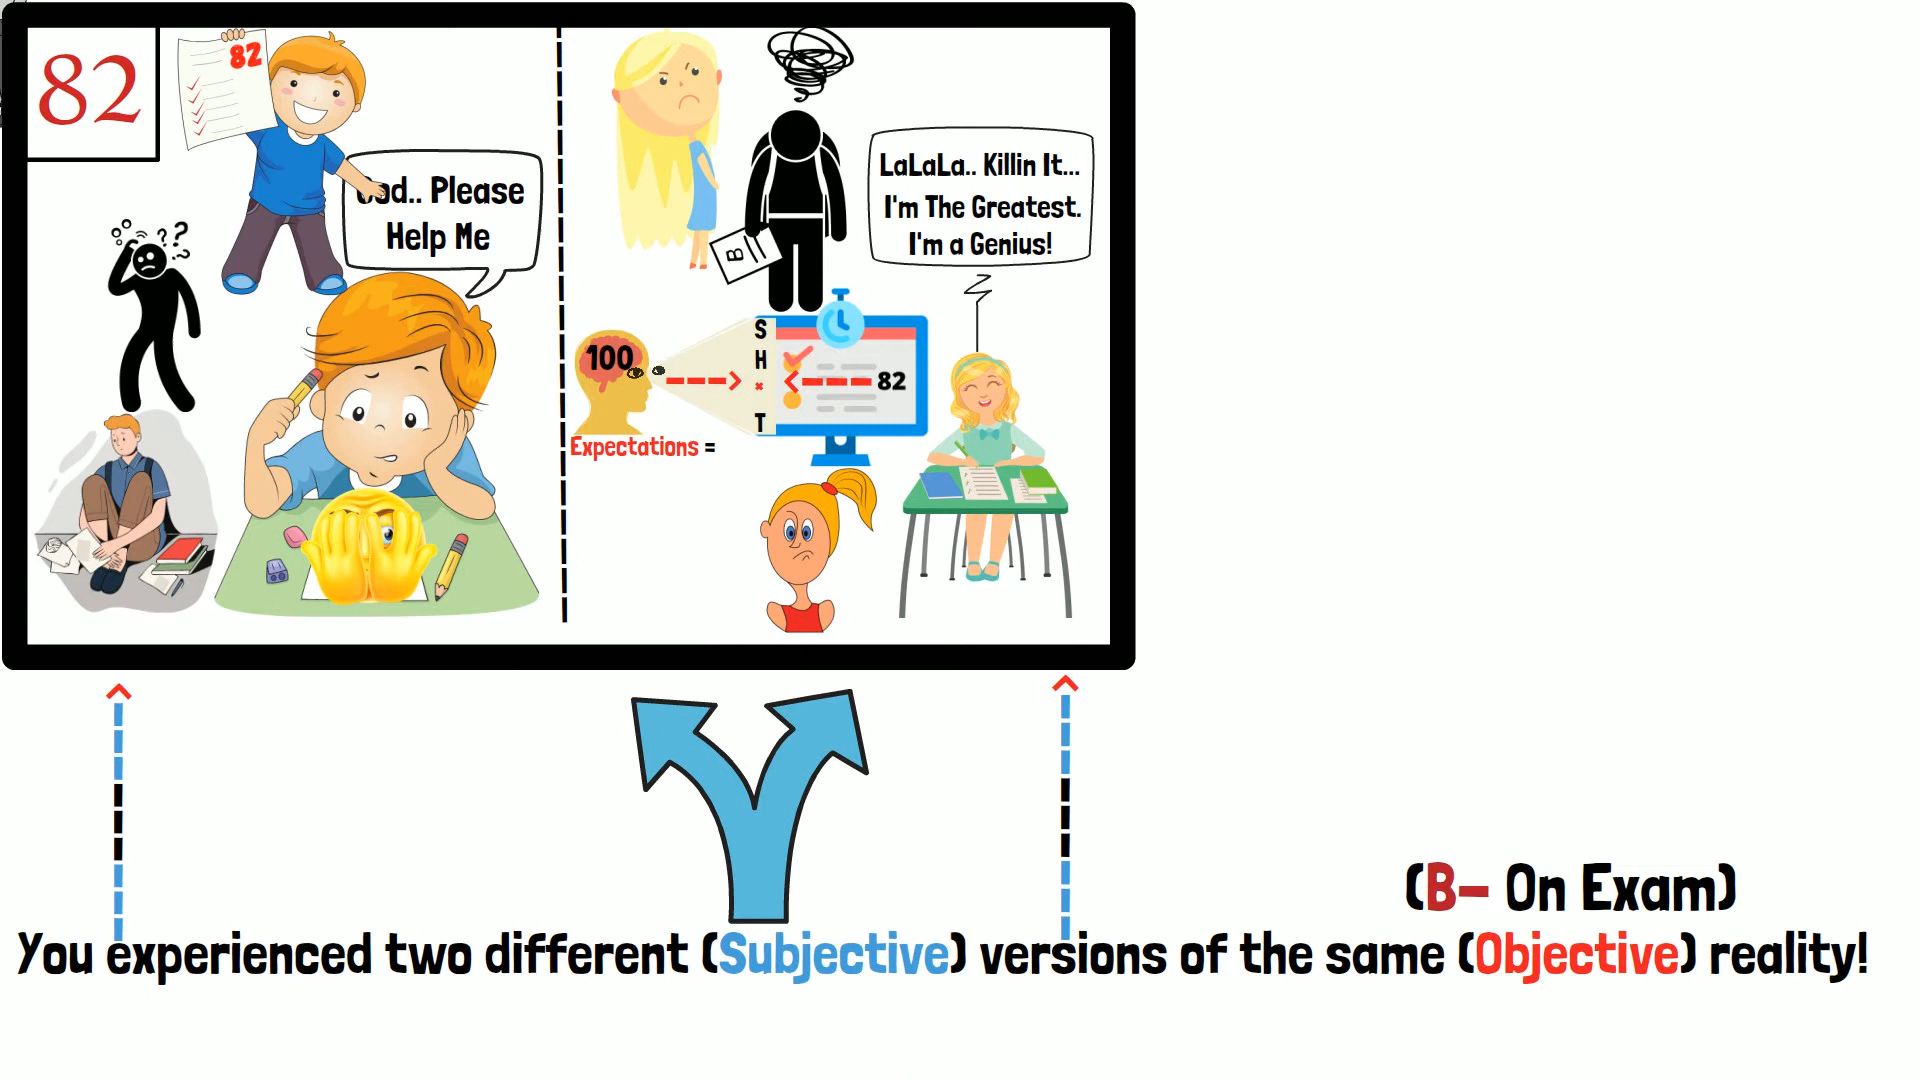 82
82
Please
Help Me
B
LaLaLa.. Killin It...
I'm The Greatest.
I'm a Genius!
100
S
H
*
T
82
Expectations =
(B- On Exam)
You experienced two different (Subjective) versions of the same (Objective) reality!